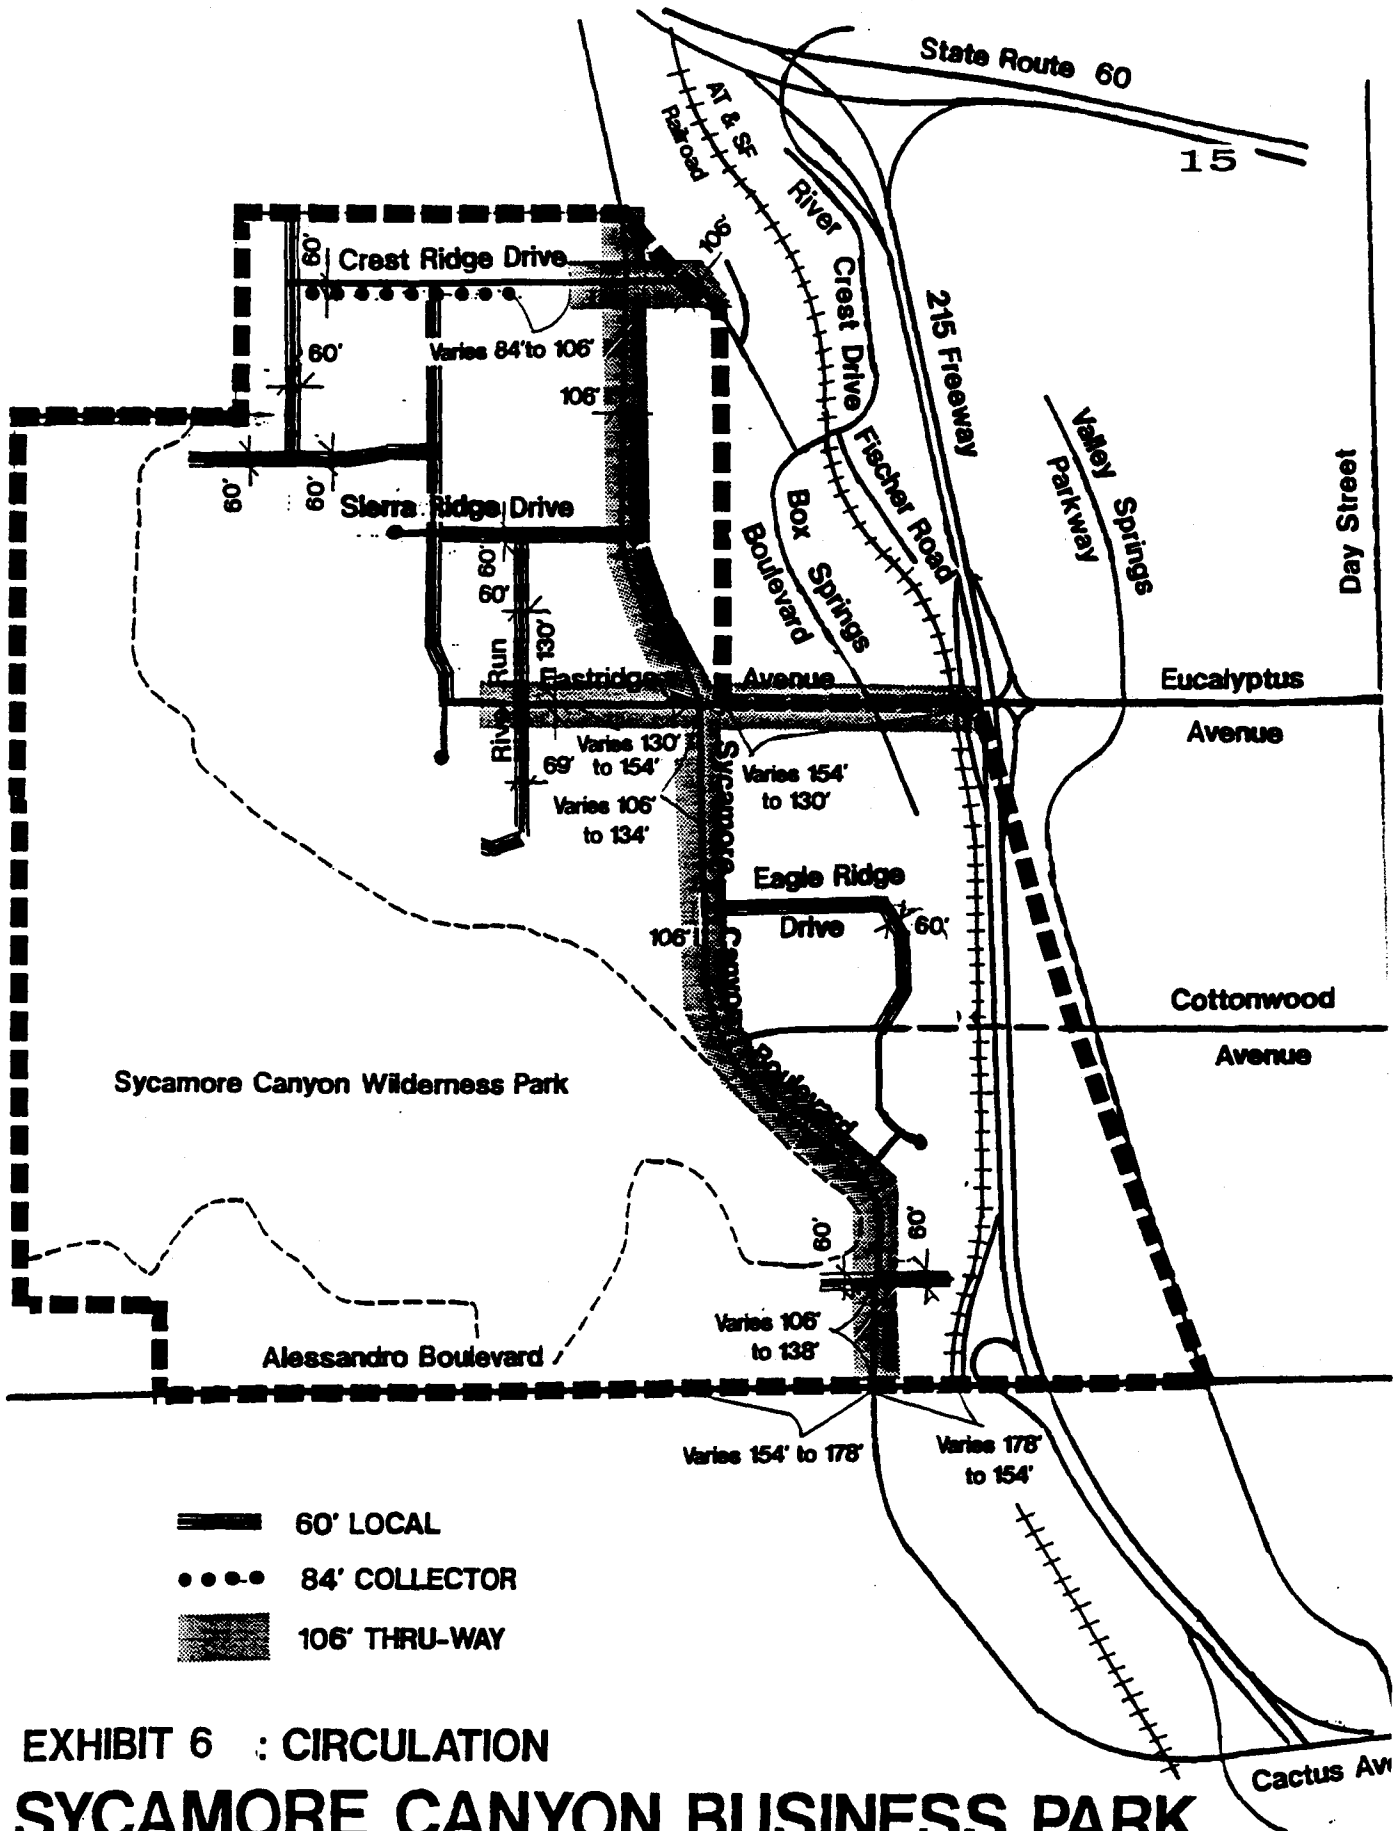 State Route 60
15
AT & SF
Railroad
River Crest Drive
106'
60'
Crest Ridge Drive
215 Freeway
60'
Varies 84' to 106'
106'
Valley Springs
Parkway
Fischer Road
Day Street
60'
60'
Sierra Ridge Drive
Box Springs
Boulevard
60'
60'
130'
River Run
Eastridge Avenue
Eucalyptus
Avenue
Varies 130'
to 154'
69'
Varies 154'
to 130'
Varies 106'
to 134'
Sycamore Canyon Boulevard
Eagle Ridge
Drive
60'
106'
Cottonwood
Avenue
Sycamore Canyon Wilderness Park
60'
60'
Varies 106'
to 138'
Alessandro Boulevard
Varies 154' to 178'
Varies 178'
to 154'
60' LOCAL
84' COLLECTOR
106' THRU-WAY
EXHIBIT 6 : CIRCULATION
Cactus Av
SYCAMORE CANYON BUSINESS PARK